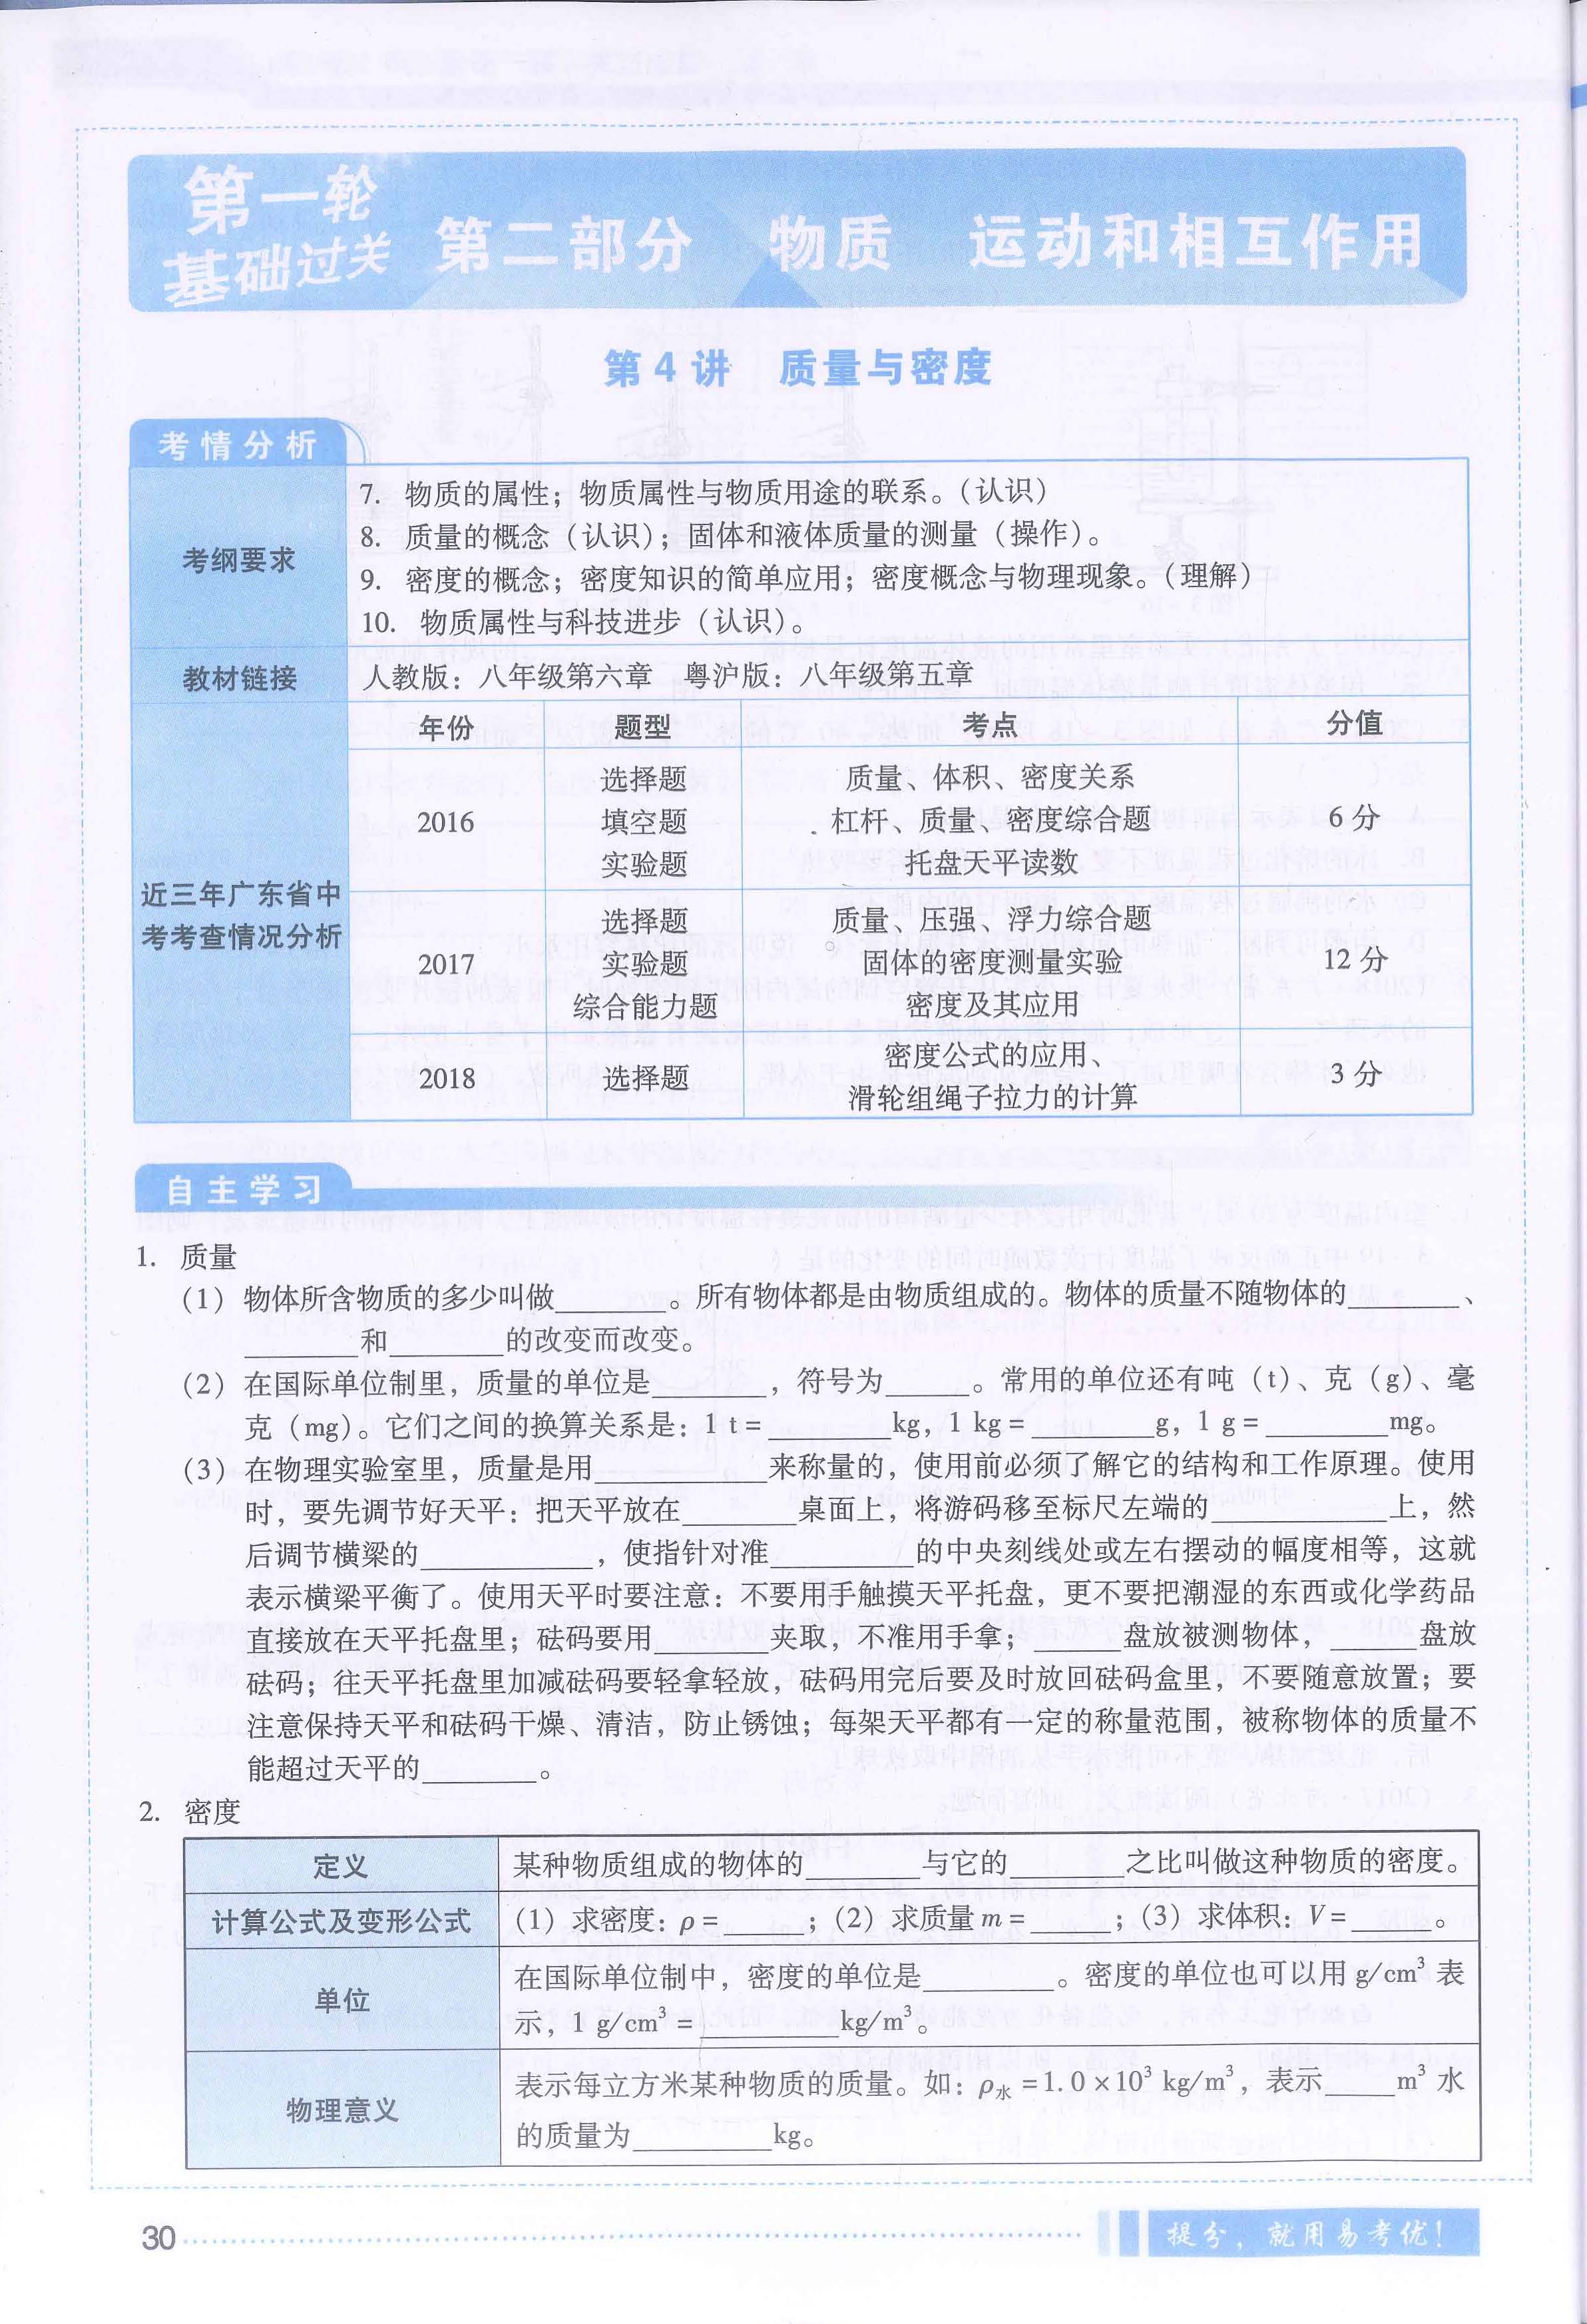 第一轮
基础过关
第二部分 物质 运动和相互作用
第 4 讲 质量与密度
考情分析
考纲要求
7. 物质的属性；物质属性与物质用途的联系。（认识）
8. 质量的概念（认识）；固体和液体质量的测量（操作）。
9. 密度的概念；密度知识的简单应用；密度概念与物理现象。（理解）
10. 物质属性与科技进步（认识）。
教材链接 人教版：八年级第六章 粤沪版：八年级第五章
近三年广东省中
考考查情况分析
年份 题型 考点 分值
选择题 质量、体积、密度关系
2016 填空题 杠杆、质量、密度综合题 6 分
实验题 托盘天平读数
选择题 质量、压强、浮力综合题
2017 实验题 固体的密度测量实验 12 分
综合能力题 密度及其应用
2018 选择题 密度公式的应用、 3 分
滑轮组绳子拉力的计算
自主学习
1. 质量
（1）物体所含物质的多少叫做________。所有物体都是由物质组成的。物体的质量不随物体的________、
________和________的改变而改变。
（2）在国际单位制里，质量的单位是________，符号为______。常用的单位还有吨（t）、克（g）、毫
克（mg）。它们之间的换算关系是：1 t = ________kg，1 kg = ________g，1 g = ________mg。
（3）在物理实验室里，质量是用____________来称量的，使用前必须了解它的结构和工作原理。使用
时，要先调节好天平：把天平放在________桌面上，将游码移至标尺左端的____________上，然
后调节横梁的____________，使指针对准__________的中央刻线处或左右摆动的幅度相等，这就
表示横梁平衡了。使用天平时要注意：不要用手触摸天平托盘，更不要把潮湿的东西或化学药品
直接放在天平托盘里；砝码要用________夹取，不准用手拿；______盘放被测物体，______盘放
砝码；往天平托盘里加减砝码要轻拿轻放，砝码用完后要及时放回砝码盒里，不要随意放置；要
注意保持天平和砝码干燥、清洁，防止锈蚀；每架天平都有一定的称量范围，被称物体的质量不
能超过天平的________。
2. 密度
定义 某种物质组成的物体的________与它的________之比叫做这种物质的密度。
计算公式及变形公式 （1）求密度：ρ = ______；（2）求质量 m = ______；（3）求体积：V = ______。
单位 在国际单位制中，密度的单位是_________。密度的单位也可以用 g/cm³ 表
示，1 g/cm³ = __________kg/m³。
物理意义 表示每立方米某种物质的质量。如：ρ水 = 1.0 × 10³ kg/m³，表示_____m³ 水
的质量为__________kg。
30
提分，就用易考优！